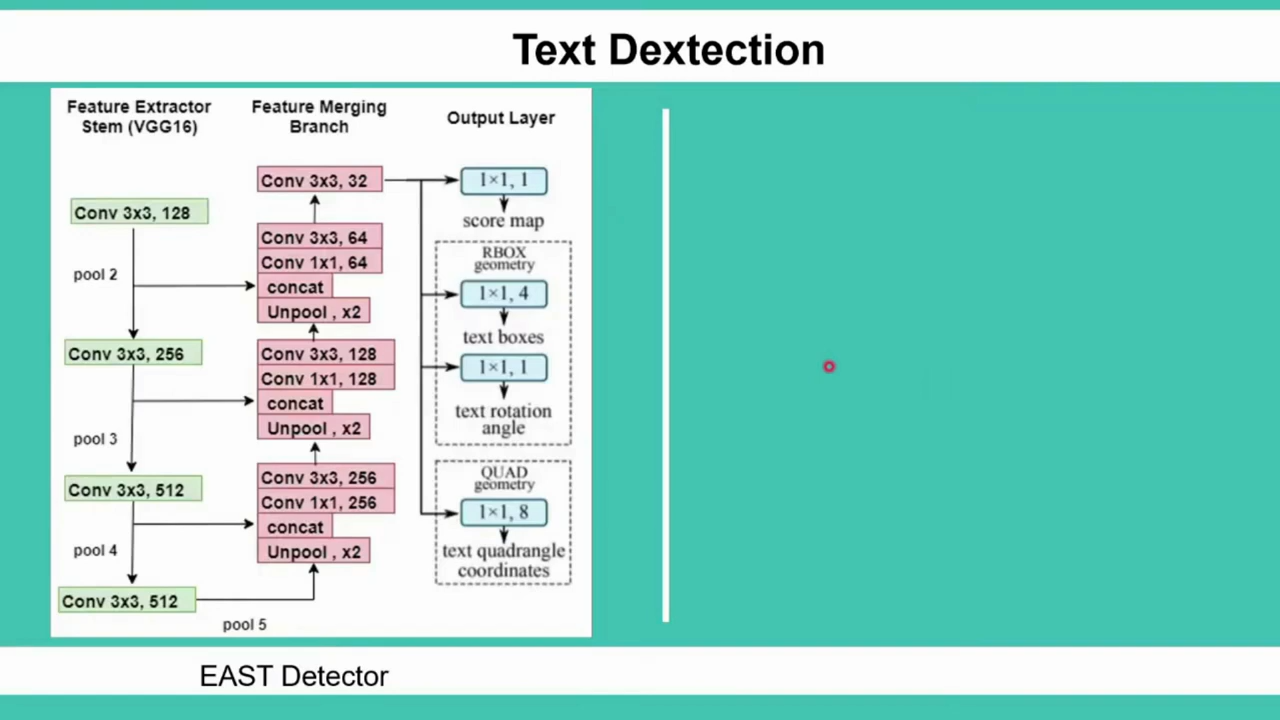 Text Dextection
Feature Extractor
Stem (VGG16)
Conv 3x3, 128
pool 2
Conv 3x3, 256
pool 3
Conv 3x3, 512
pool 4
Conv 3x3, 512
pool 5
Feature Merging
Branch
Conv 3x3, 32
Conv 3x3, 64
Conv 1x1, 64
concat
Unpool , x2
Conv 3x3, 128
Conv 1x1, 128
concat
Unpool , x2
Conv 3x3, 256
Conv 1x1, 256
concat
Unpool , x2
Output Layer
1×1, 1
score map
RBOX
geometry
1×1, 4
text boxes
1×1, 1
text rotation
angle
QUAD
geometry
1×1, 8
text quadrangle
coordinates
EAST Detector